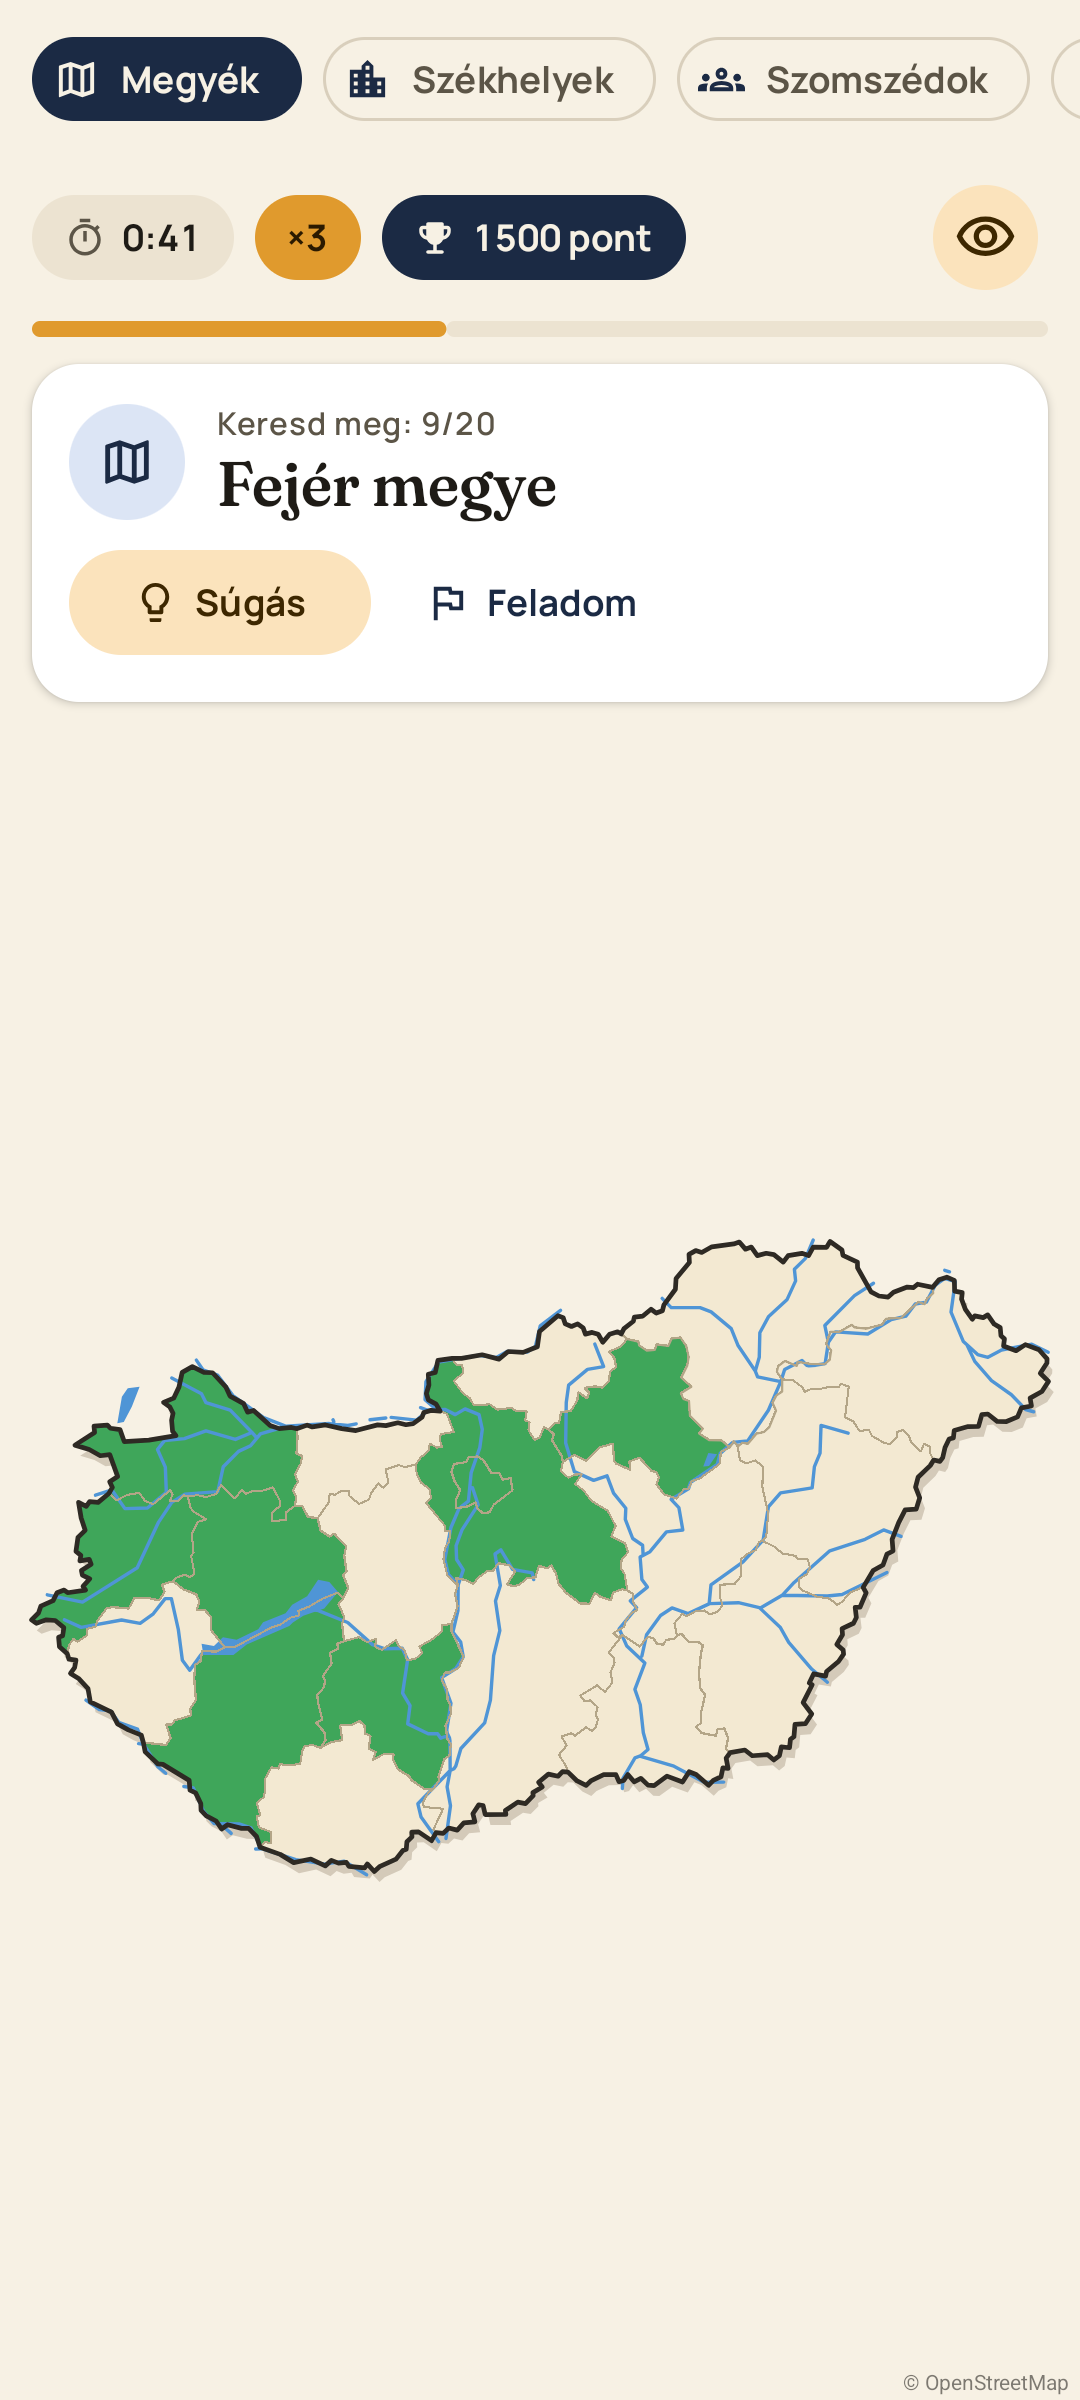 Megyék
Székhelyek
Szomszédok
0:41
×3
1500 pont
Keresd meg: 9/20
Fejér megye
Súgás
Feladom
© OpenStreetMap